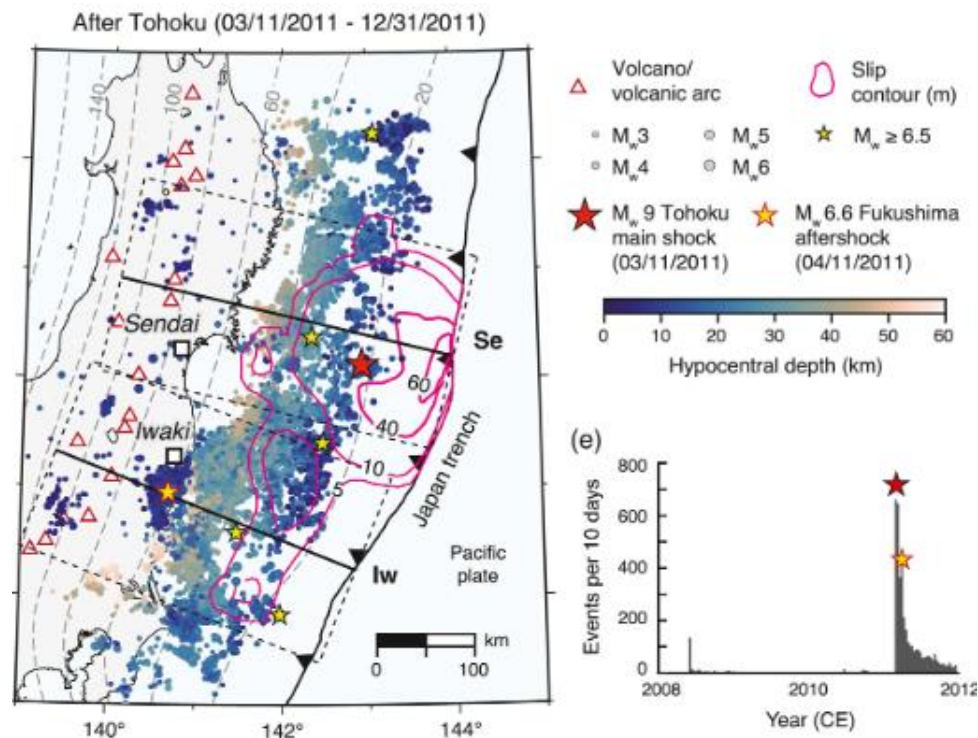 After Tohoku (03/11/2011 - 12/31/2011)
140
100
60
20
Sendai
Iwaki
Se
Iw
60
40
10
5
Japan trench
Pacific
plate
km
0 100
140° 142° 144°
Volcano/
volcanic arc
Slip
contour (m)
Mw3
Mw5
Mw ≥ 6.5
Mw4
Mw6
Mw 9 Tohoku
main shock
(03/11/2011)
Mw 6.6 Fukushima
aftershock
(04/11/2011)
0 10 20 30 40 50 60
Hypocentral depth (km)
(e)
Events per 10 days
800
600
400
200
0
2008 2010 2012
Year (CE)